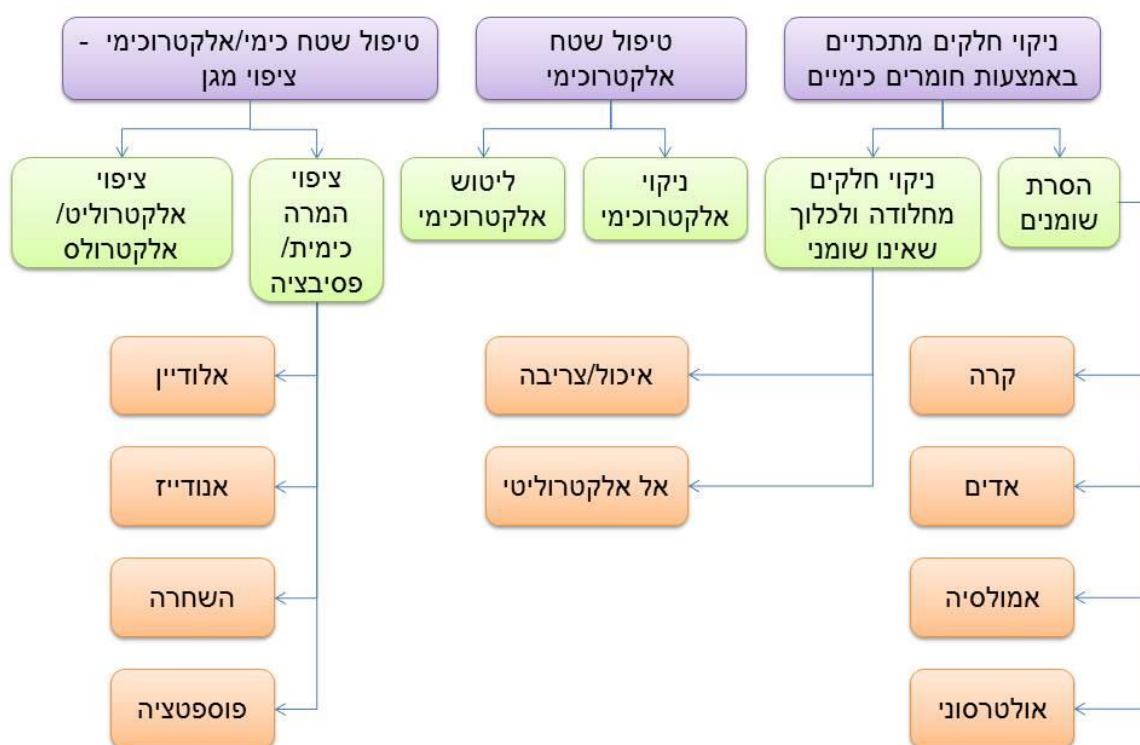 ניקוי חלקים מתכתיים
באמצעות חומרים כימיים
טיפול שטח
אלקטרוכימי
טיפול שטח כימי/אלקטרוכימי -
ציפוי מגן
הסרת
שומנים
ניקוי חלקים
מחלודה ולכלוך
שאינו שומני
ניקוי
אלקטרוכימי
ליטוש
אלקטרוכימי
ציפוי
המרה
כימית/
פסיבציה
ציפוי
אלקטרוליט/
אלקטרולס
קרה
אדים
אמולסיה
אולטרסוני
איכול/צריבה
אל אלקטרוליטי
אלודיין
אנודייז
השחרה
פוספטציה